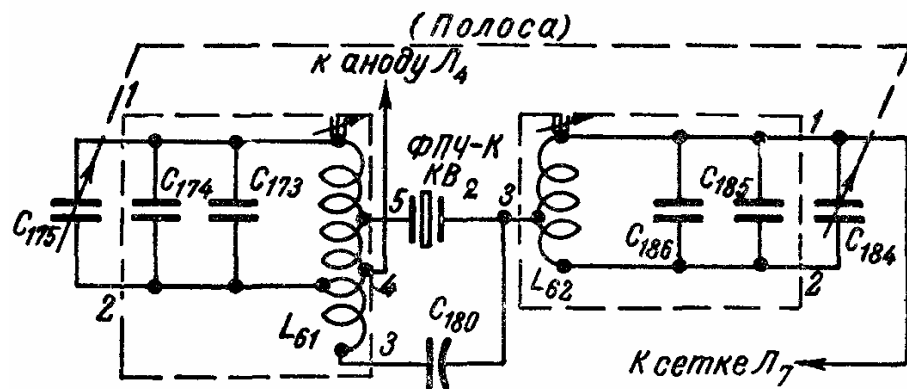 (Полоса)
к аноду Л4
1
ФПЧ-К
КВ2
5
3
1
C174
C173
C185
C175
C186
C184
2
4
L62
2
L61
3
C180
К сетке Л7